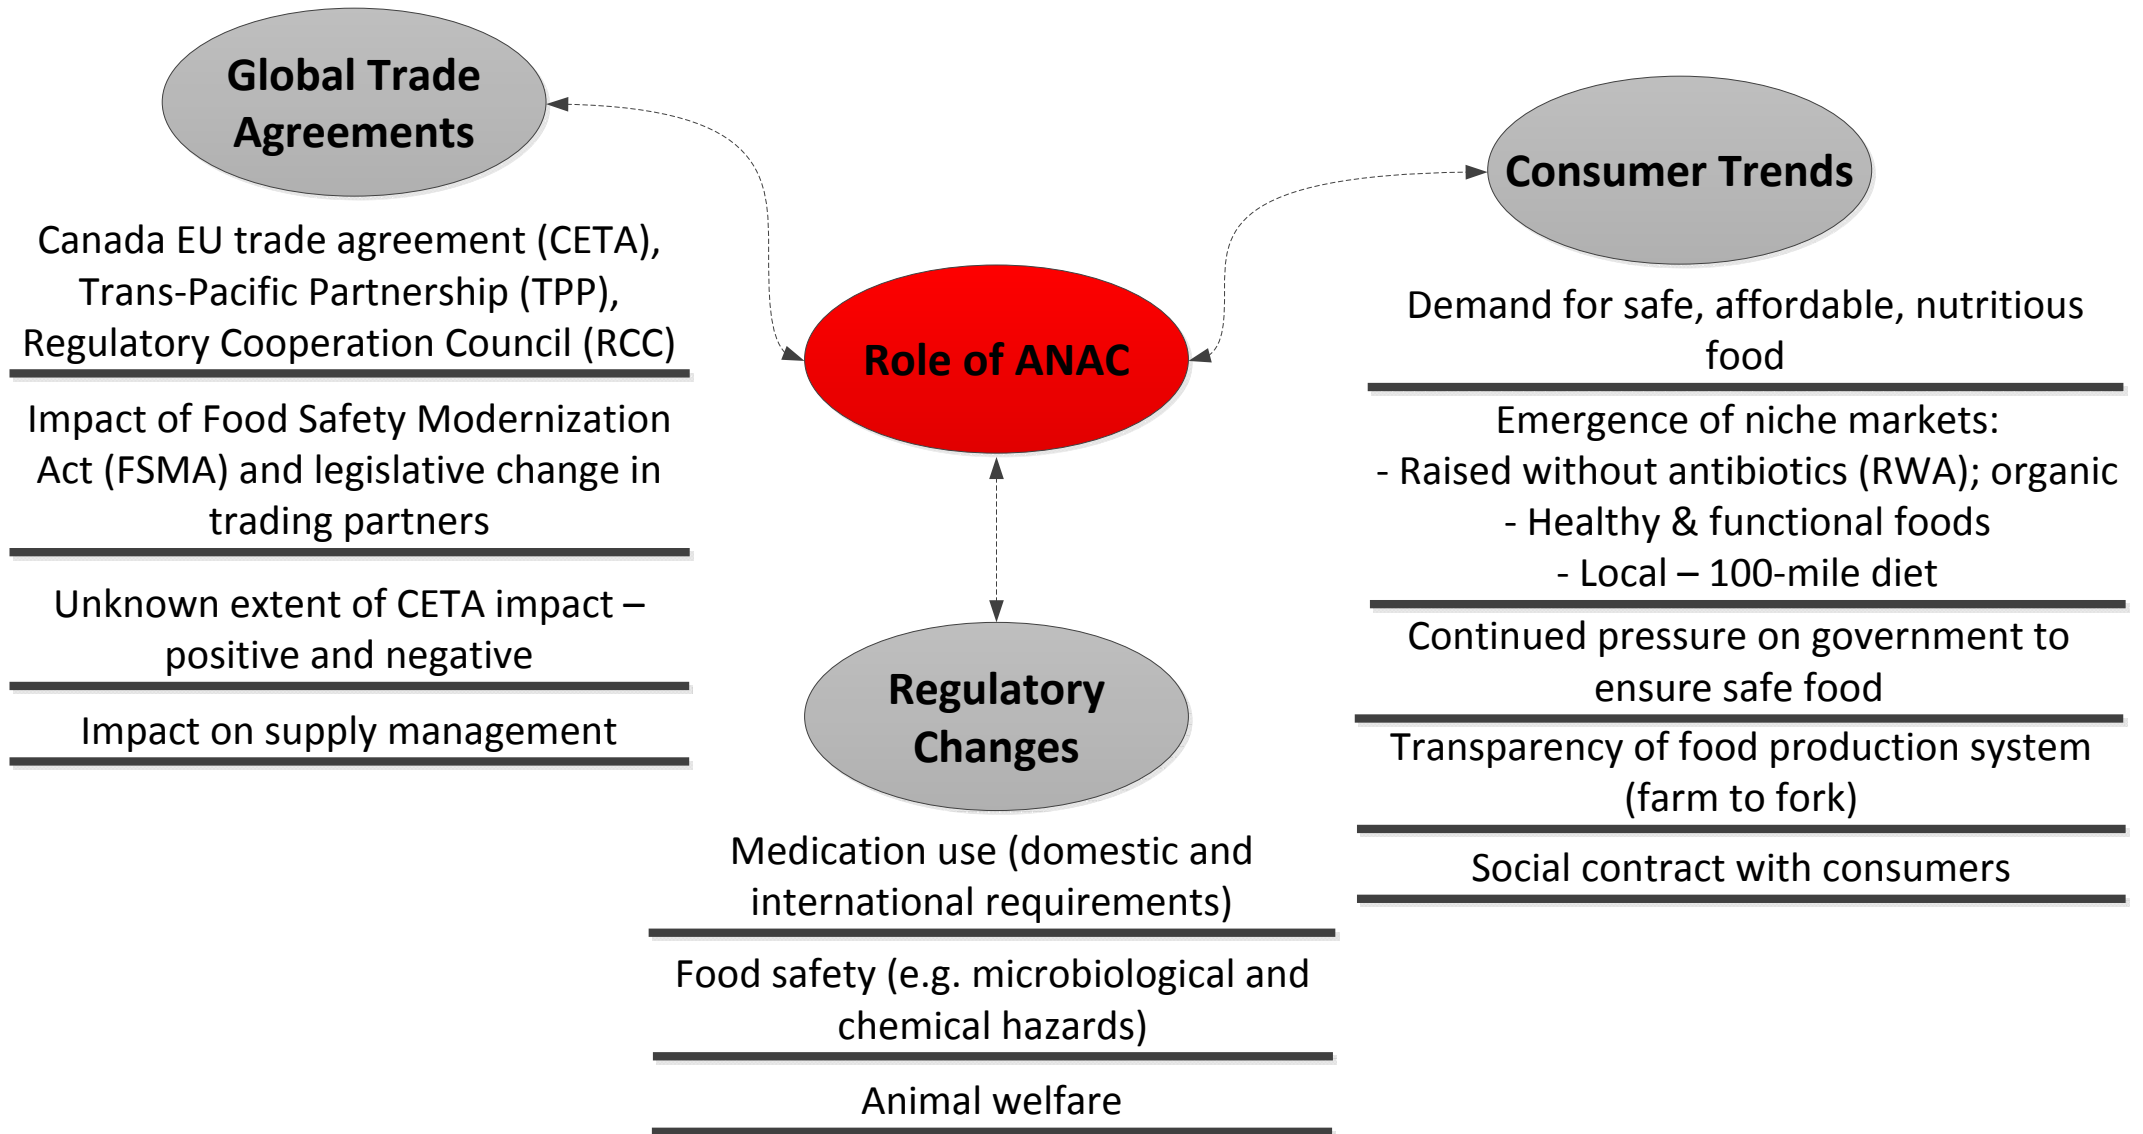 Global Trade
Agreements
Canada EU trade agreement (CETA),
Trans-Pacific Partnership (TPP),
Regulatory Cooperation Council (RCC)
Impact of Food Safety Modernization
Act (FSMA) and legislative change in
trading partners
Unknown extent of CETA impact –
positive and negative
Impact on supply management
Role of ANAC
Regulatory
Changes
Medication use (domestic and
international requirements)
Food safety (e.g. microbiological and
chemical hazards)
Animal welfare
Consumer Trends
Demand for safe, affordable, nutritious
food
Emergence of niche markets:
- Raised without antibiotics (RWA); organic
- Healthy & functional foods
- Local – 100-mile diet
Continued pressure on government to
ensure safe food
Transparency of food production system
(farm to fork)
Social contract with consumers